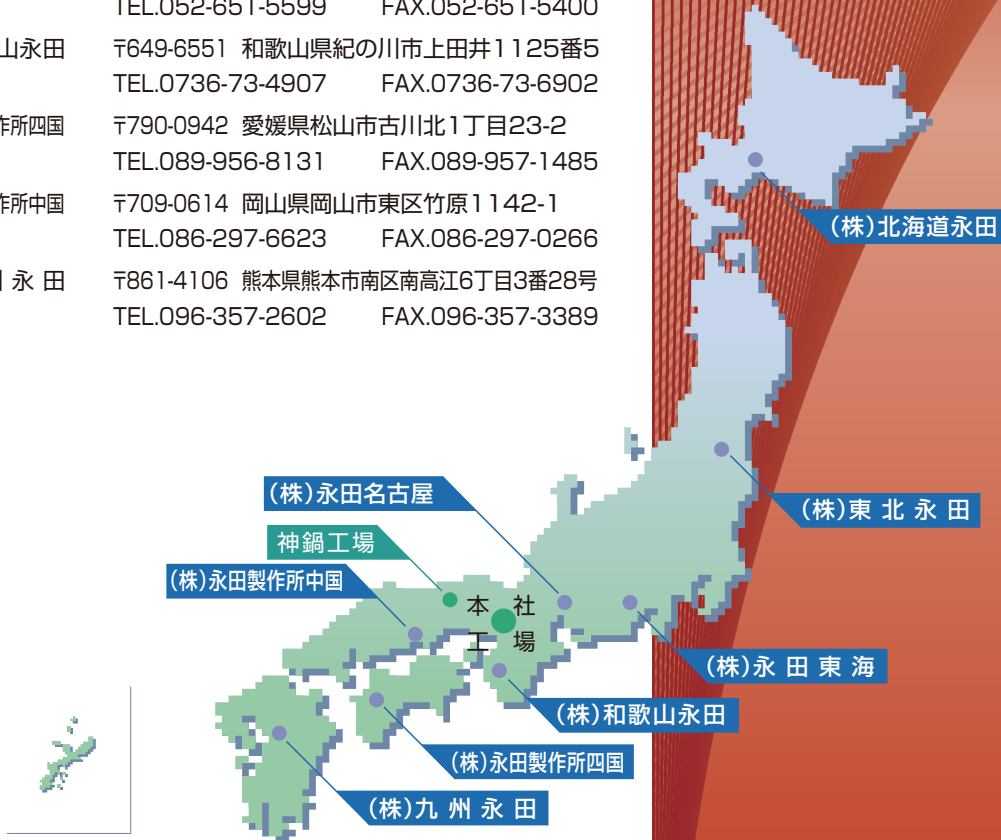 TEL.052-651-5599 FAX.052-651-5400
山永田 〒649-6551 和歌山県紀の川市上田井1125番5
TEL.0736-73-4907 FAX.0736-73-6902
作所四国 〒790-0942 愛媛県松山市古川北1丁目23-2
TEL.089-956-8131 FAX.089-957-1485
作所中国 〒709-0614 岡山県岡山市東区竹原1142-1
TEL.086-297-6623 FAX.086-297-0266
永田 〒861-4106 熊本県熊本市南区南高江6丁目3番28号
TEL.096-357-2602 FAX.096-357-3389
(株)北海道永田
(株)永田名古屋
(株)東北永田
神鍋工場
(株)永田製作所中国
本社
工場
(株)永田東海
(株)和歌山永田
(株)永田製作所四国
(株)九州永田